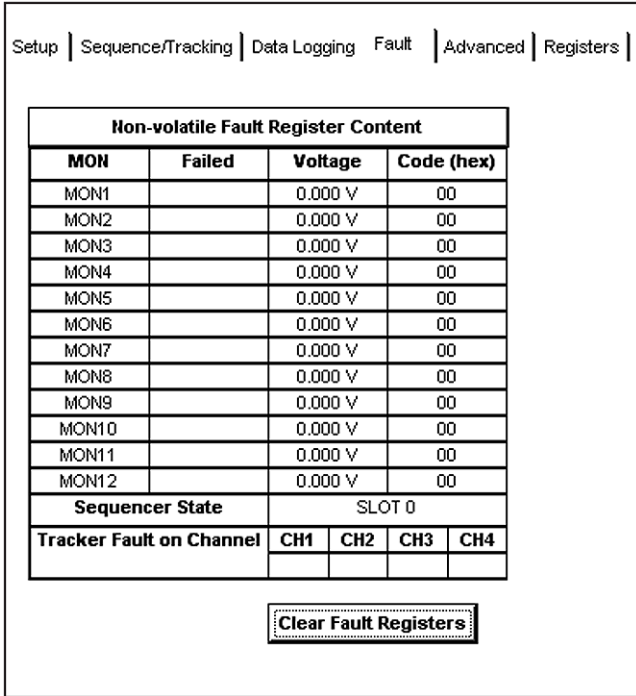 Setup Sequence/Tracking Data Logging Fault Advanced Registers
Non-volatile Fault Register Content
MON Failed Voltage Code (hex)
MON1 0.000 V 00
MON2 0.000 V 00
MON3 0.000 V 00
MON4 0.000 V 00
MON5 0.000 V 00
MON6 0.000 V 00
MON7 0.000 V 00
MON8 0.000 V 00
MON9 0.000 V 00
MON10 0.000 V 00
MON11 0.000 V 00
MON12 0.000 V 00
Sequencer State SLOT 0
Tracker Fault on Channel CH1 CH2 CH3 CH4
Clear Fault Registers